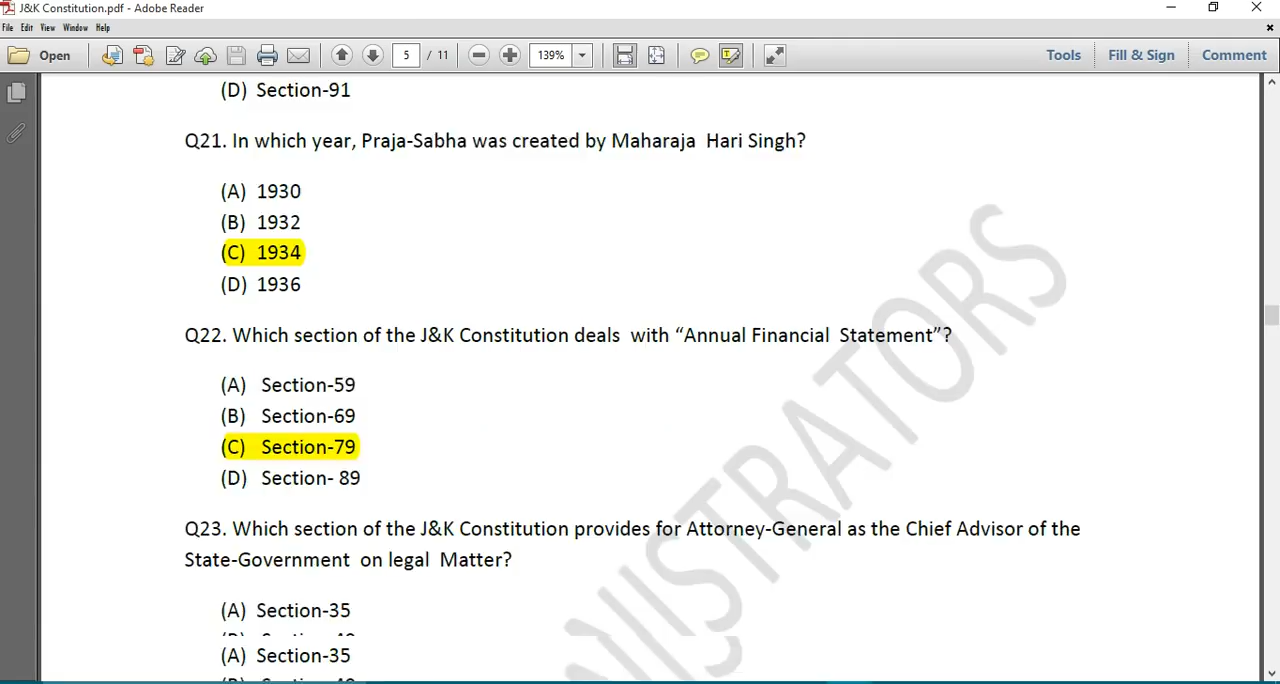 J&K Constitution.pdf - Adobe Reader
File Edit View Window Help
Open 5 / 11 139% Tools Fill & Sign Comment
(D) Section-91
Q21. In which year, Praja-Sabha was created by Maharaja Hari Singh?
(A) 1930
(B) 1932
(C) 1934
(D) 1936
Q22. Which section of the J&K Constitution deals with “Annual Financial Statement”?
(A) Section-59
(B) Section-69
(C) Section-79
(D) Section- 89
Q23. Which section of the J&K Constitution provides for Attorney-General as the Chief Advisor of the
State-Government on legal Matter?
(A) Section-35
(A) Section-35